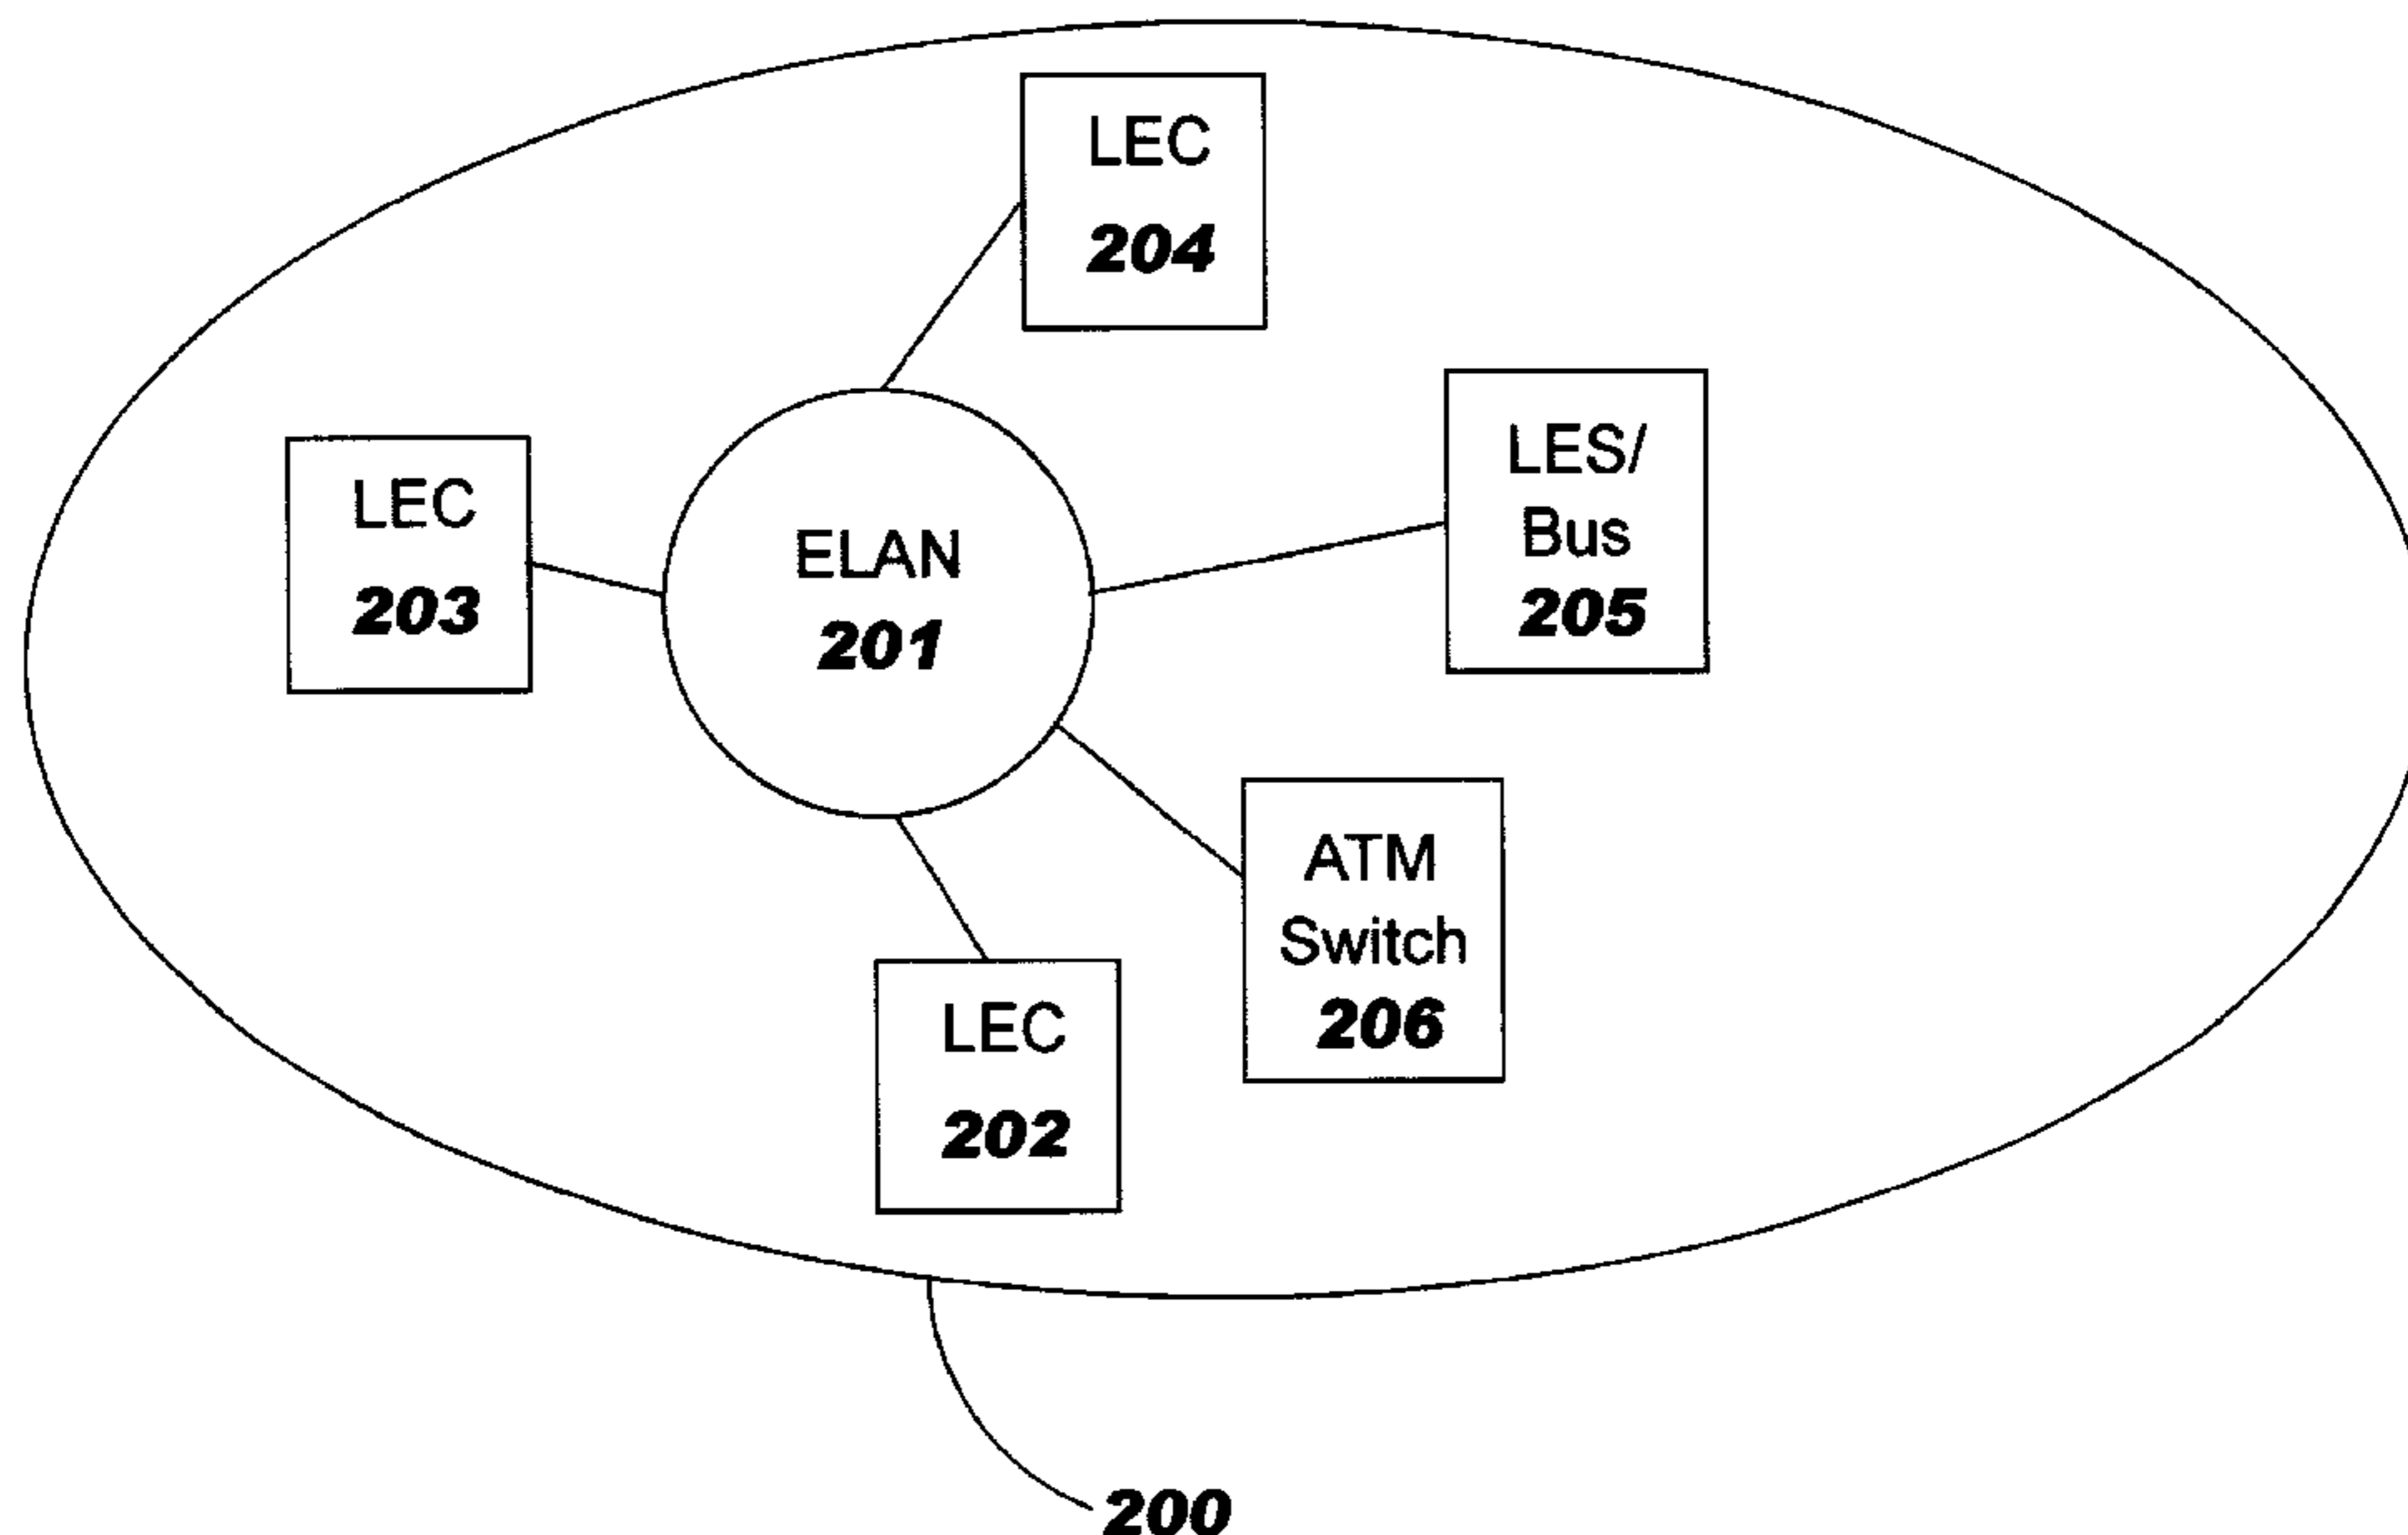 LEC
204
LES/
Bus
205
LEC
203
ELAN
201
ATM
Switch
206
LEC
202
200